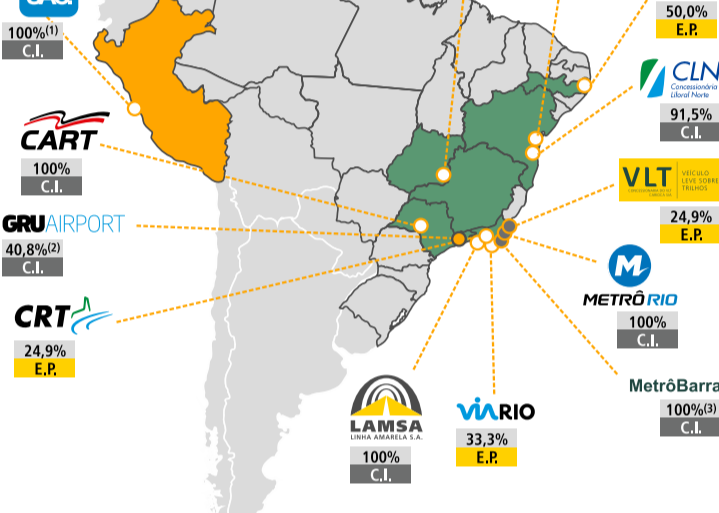 100%(1)
C.I.
50,0%
E.P.
CLN
Concessionária
Litoral Norte
91,5%
C.I.
CART
100%
C.I.
VLT
VEÍCULO
LEVE SOBRE
TRILHOS
24,9%
E.P.
GRUAIRPORT
40,8%(2)
C.I.
METRÔRIO
100%
C.I.
CRT
24,9%
E.P.
LAMSA
LINHA AMARELA S.A.
100%
C.I.
VIARIO
33,3%
E.P.
MetrôBarra
100%(3)
C.I.